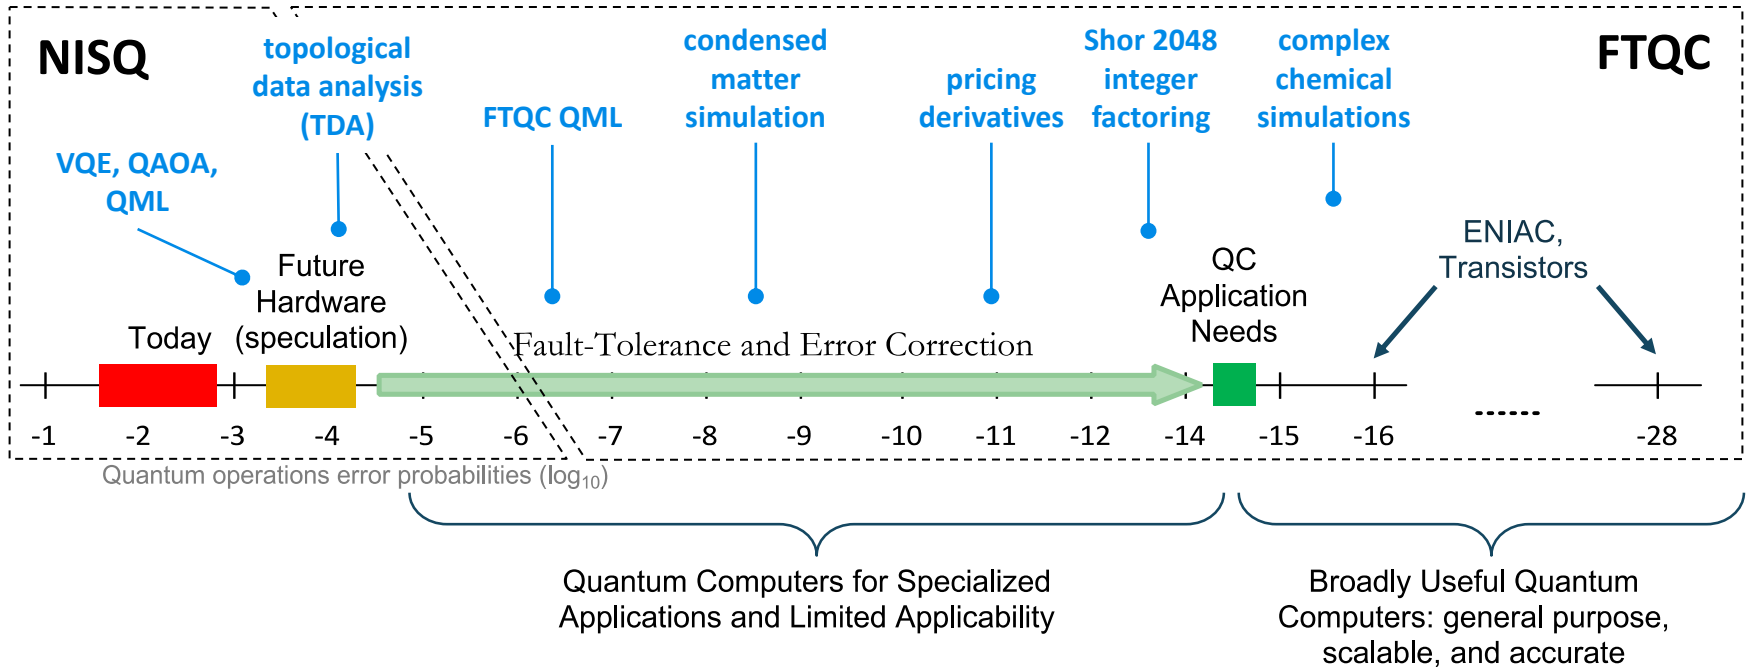 NISQ
topological
data analysis
(TDA)
VQE, QAOA,
QML
FTQC QML
condensed
matter
simulation
pricing
derivatives
Shor 2048
integer
factoring
complex
chemical
simulations
FTQC
Today
Future
Hardware
(speculation)
Fault-Tolerance and Error Correction
QC
Application
Needs
ENIAC,
Transistors
-1 -2 -3 -4 -5 -6 -7 -8 -9 -10 -11 -12 -14 -15 -16 ...... -28
Quantum operations error probabilities (log₁₀)
Quantum Computers for Specialized
Applications and Limited Applicability
Broadly Useful Quantum
Computers: general purpose,
scalable, and accurate